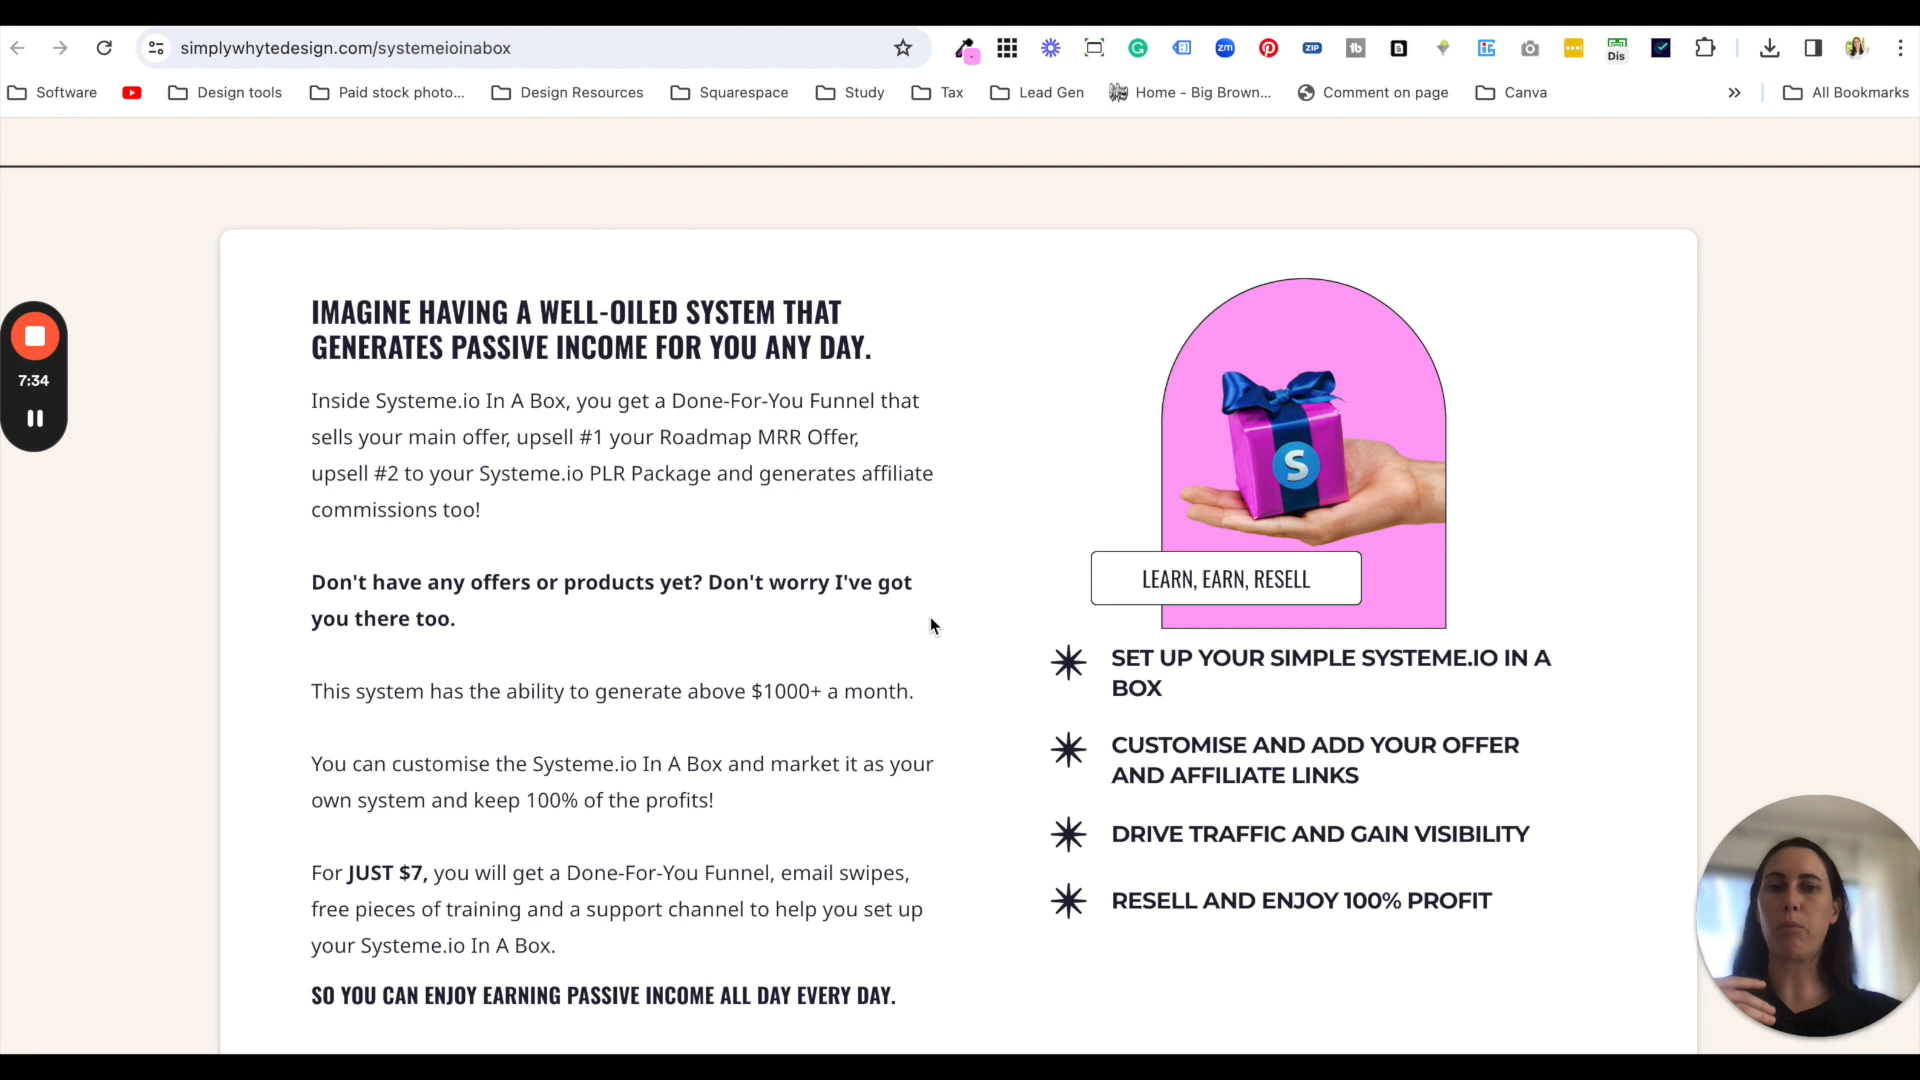 simplywhytedesign.com/systemeioinabox
zm
ZIP
1b
Dis
Software
Design tools
Paid stock photo...
Design Resources
Squarespace
Study
Tax
Lead Gen
Home - Big Brown...
Comment on page
Canva
All Bookmarks
7:34
IMAGINE HAVING A WELL-OILED SYSTEM THAT
GENERATES PASSIVE INCOME FOR YOU ANY DAY.
Inside Systeme.io In A Box, you get a Done-For-You Funnel that
sells your main offer, upsell #1 your Roadmap MRR Offer,
upsell #2 to your Systeme.io PLR Package and generates affiliate
commissions too!
Don't have any offers or products yet? Don't worry I've got
you there too.
This system has the ability to generate above $1000+ a month.
You can customise the Systeme.io In A Box and market it as your
own system and keep 100% of the profits!
For JUST $7, you will get a Done-For-You Funnel, email swipes,
free pieces of training and a support channel to help you set up
your Systeme.io In A Box.
SO YOU CAN ENJOY EARNING PASSIVE INCOME ALL DAY EVERY DAY.
S
LEARN, EARN, RESELL
SET UP YOUR SIMPLE SYSTEME.IO IN A
BOX
CUSTOMISE AND ADD YOUR OFFER
AND AFFILIATE LINKS
DRIVE TRAFFIC AND GAIN VISIBILITY
RESELL AND ENJOY 100% PROFIT